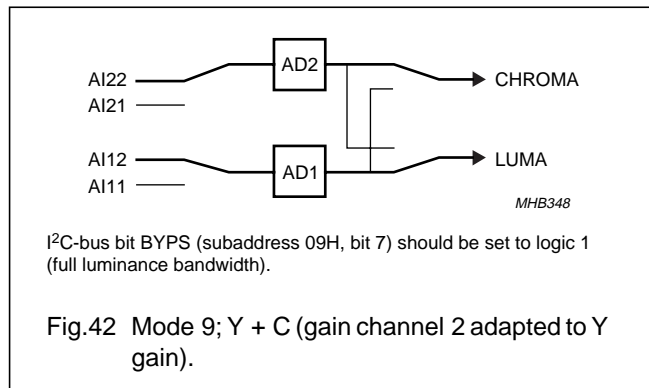 AI22
AI21
AD2
CHROMA
AI12
AI11
AD1
LUMA
MHB348
I²C-bus bit BYPS (subaddress 09H, bit 7) should be set to logic 1
(full luminance bandwidth).
Fig.42 Mode 9; Y + C (gain channel 2 adapted to Y
gain).